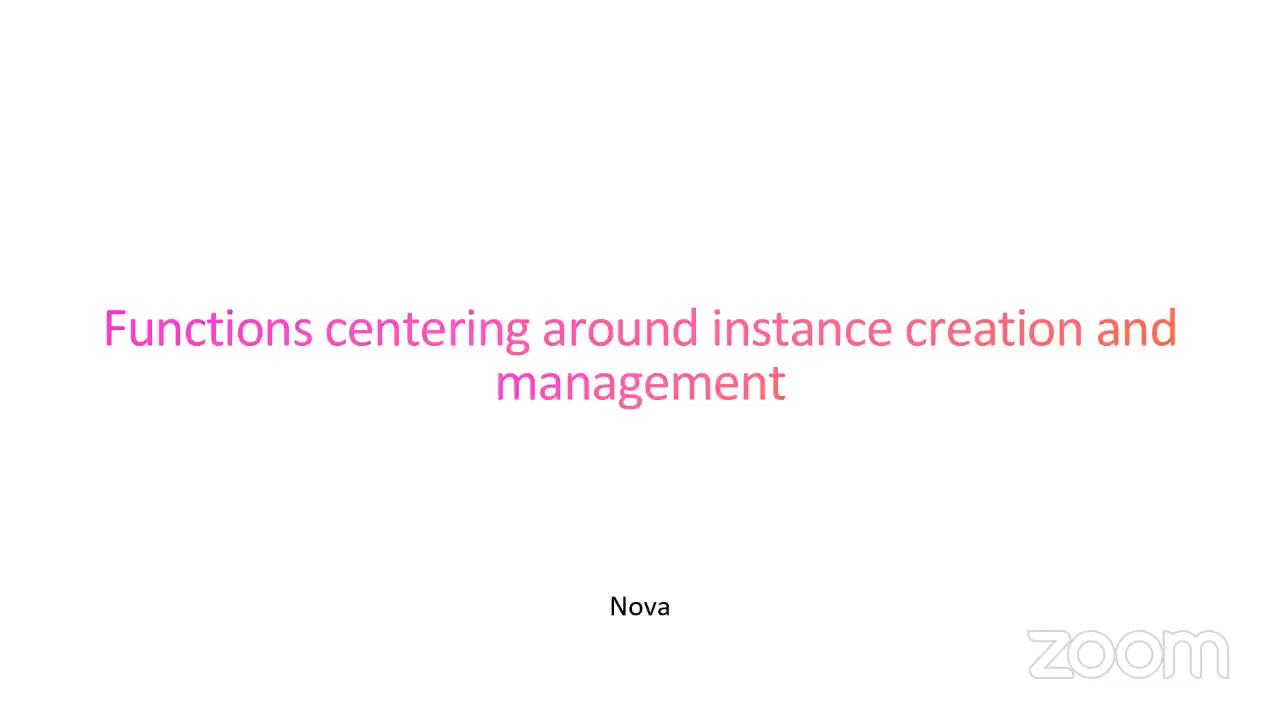 Functions centering around instance creation and
management
Nova
zoom